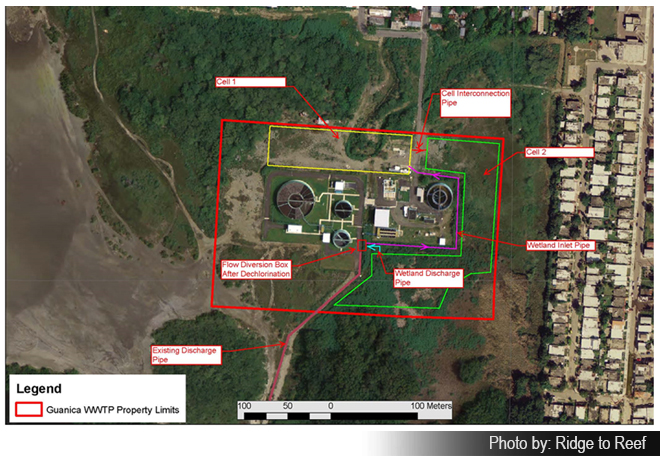 Cell 1
Cell Interconnection
Pipe
Cell 2
Wetland Inlet Pipe
Flow Diversion Box
After Dechlorination
Wetland Discharge
Pipe
Existing Discharge
Pipe
Legend
Guanica WWTP Property Limits
100 50 0 100 Meters
Photo by: Ridge to Reef